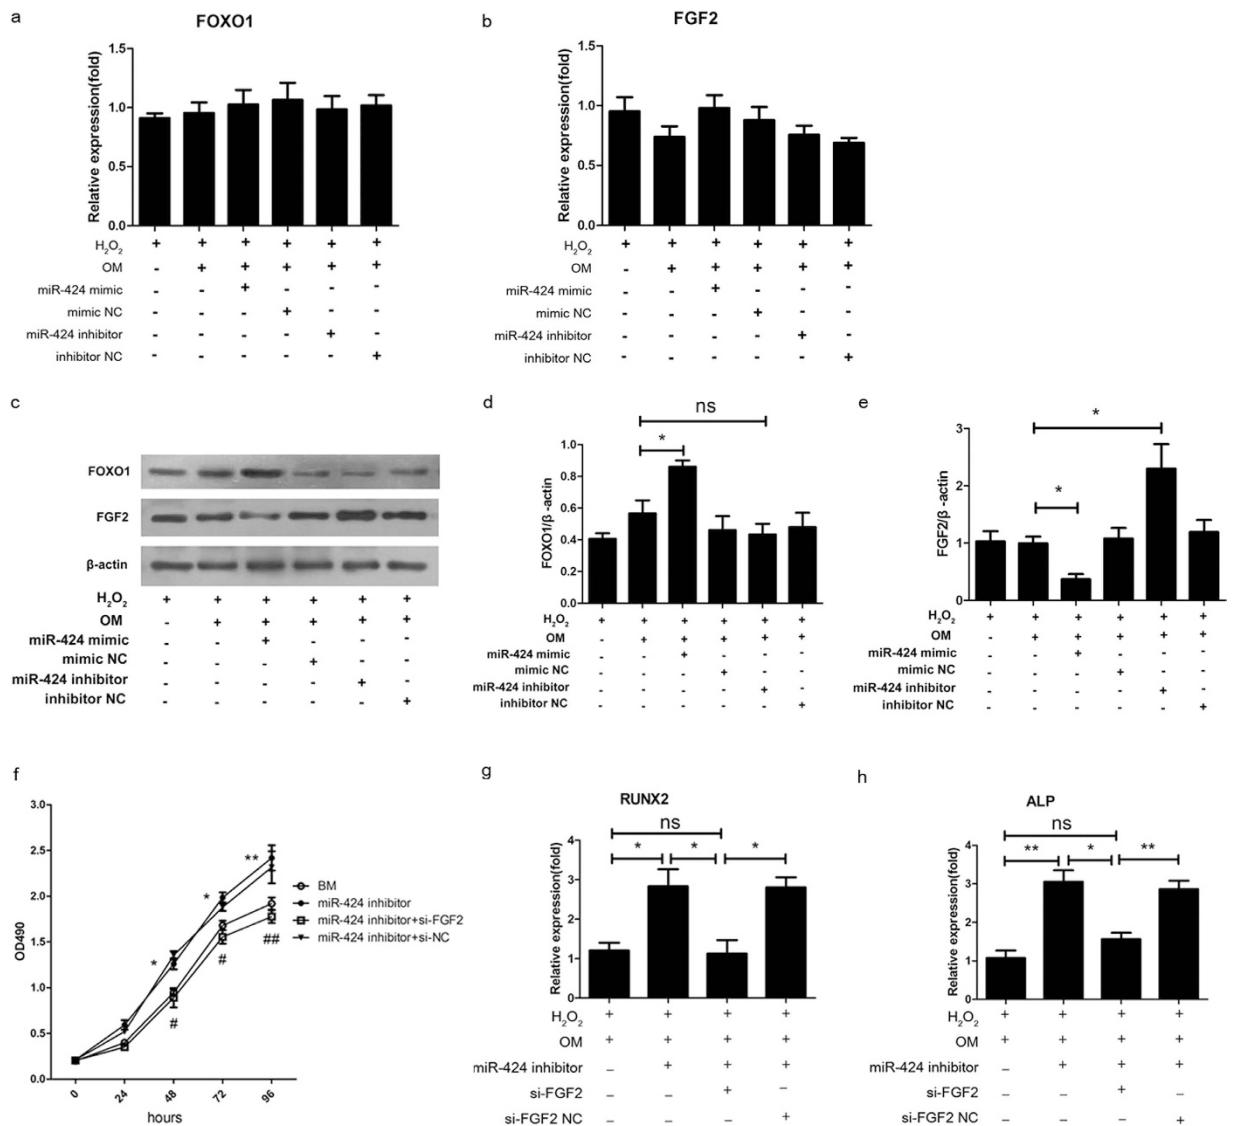 a
FOXO1
Relative expression(fold)
1.5
1.0
0.5
0.0
H2O2 + + + + + +
OM - + + + + +
miR-424 mimic - - + - - -
mimic NC - - - + - -
miR-424 inhibitor - - - - + -
inhibitor NC - - - - - +
b
FGF2
Relative expression(fold)
1.5
1.0
0.5
0.0
H2O2 + + + + + +
OM - + + + + +
miR-424 mimic - - + - - -
mimic NC - - - + - -
miR-424 inhibitor - - - - + -
inhibitor NC - - - - - +
c
FOXO1
FGF2
β-actin
H2O2 + + + + + +
OM - + + + + +
miR-424 mimic - - + - - -
mimic NC - - - + - -
miR-424 inhibitor - - - - + -
inhibitor NC - - - - - +
d
ns
*
FOXO1/β -actin
1.0
0.8
0.6
0.4
0.2
0.0
H2O2 + + + + + +
OM - + + + + +
miR-424 mimic - - + - - -
mimic NC - - - + - -
miR-424 inhibitor - - - - + -
inhibitor NC - - - - - +
e
*
*
FGF2/β -actin
3
2
1
0
H2O2 + + + + + +
OM - + + + + +
miR-424 mimic - - + - - -
mimic NC - - - + - -
miR-424 inhibitor - - - - + -
inhibitor NC - - - - - +
f
OD490
3.0
2.5
2.0
1.5
1.0
0.5
0.0
* * **
# # ##
0 24 48 72 96
hours
BM
miR-424 inhibitor
miR-424 inhibitor+si-FGF2
miR-424 inhibitor+si-NC
g
RUNX2
ns
* * *
Relative expression(fold)
4
3
2
1
0
H2O2 + + + +
OM + + + +
miR-424 inhibitor – + + +
si-FGF2 – – + –
si-FGF2 NC – – – +
h
ALP
ns
** * **
Relative expression(fold)
4
3
2
1
0
H2O2 + + + +
OM + + + +
miR-424 inhibitor – + + +
si-FGF2 – – + –
si-FGF2 NC – – – +